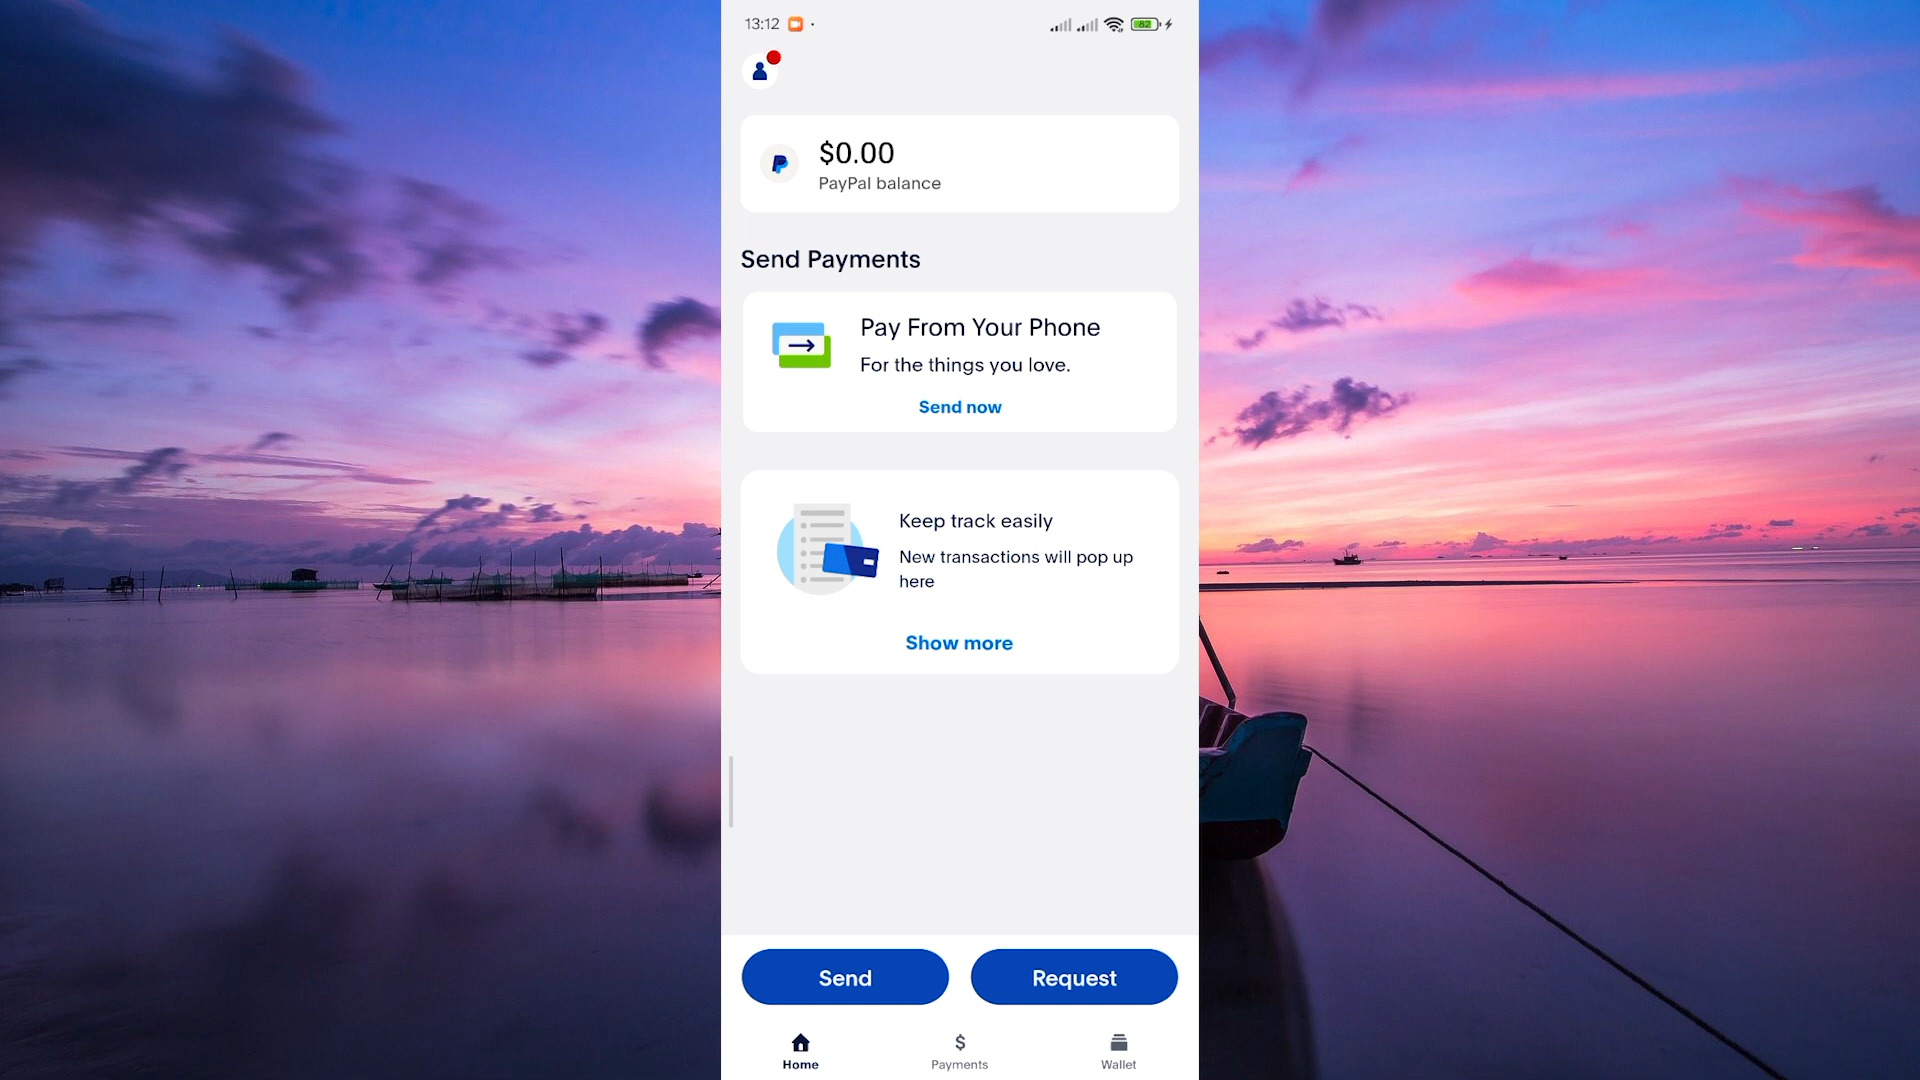 13:12
82
$0.00
PayPal balance
Send Payments
Pay From Your Phone
For the things you love.
Send now
Keep track easily
New transactions will pop up
here
Show more
Send
Request
Home
Payments
Wallet